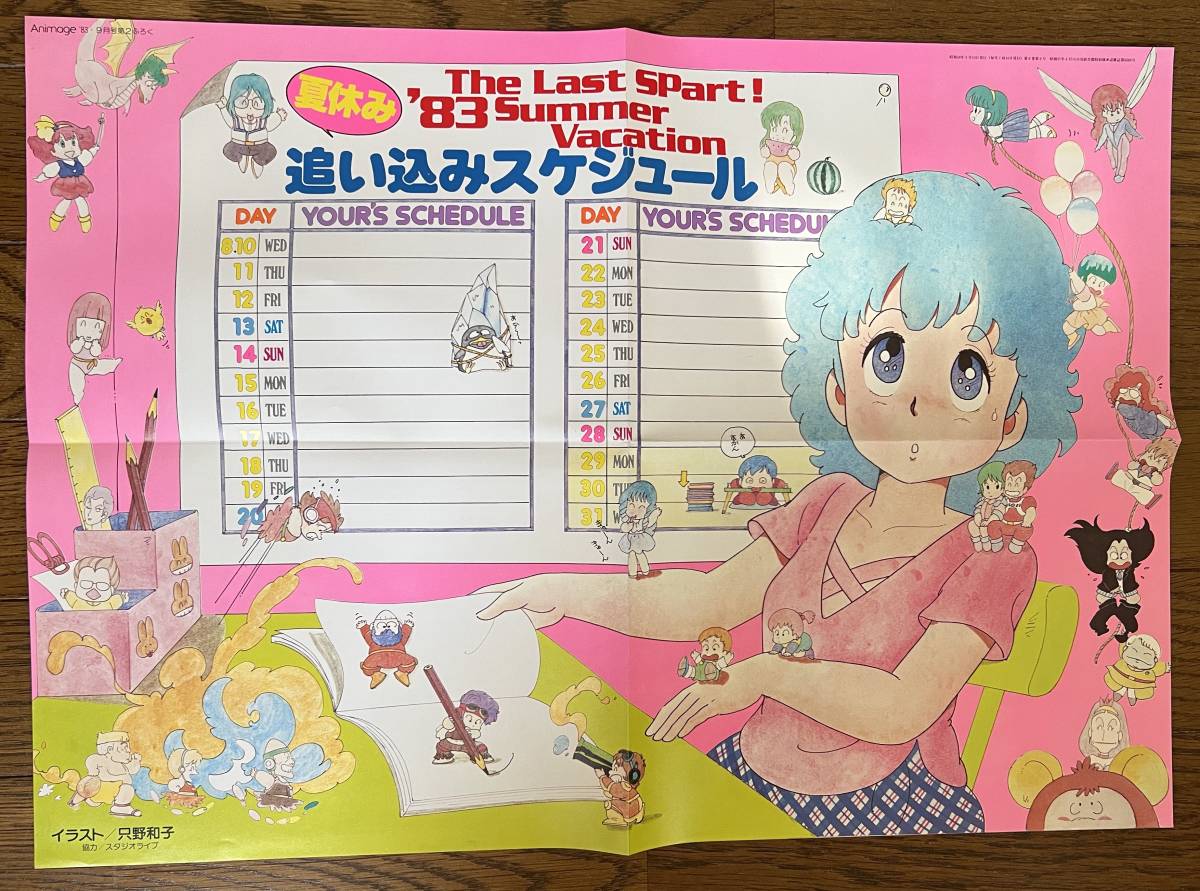 Animage '83・9月号第2ふろく
夏休み
The Last SPart!
'83 Summer
Vacation
追い込みスケジュール
DAY YOUR'S SCHEDULE
8.10 WED
11 THU
12 FRI
13 SAT
14 SUN
15 MON
16 TUE
17 WED
18 THU
19 FRI
20
DAY YOUR'S SCHEDU
21 SUN
22 MON
23 TUE
24 WED
25 THU
26 FRI
27 SAT
28 SUN
29 MON
30 TU
31 W
あかん
イラスト/只野和子
協力/スタジオライブ